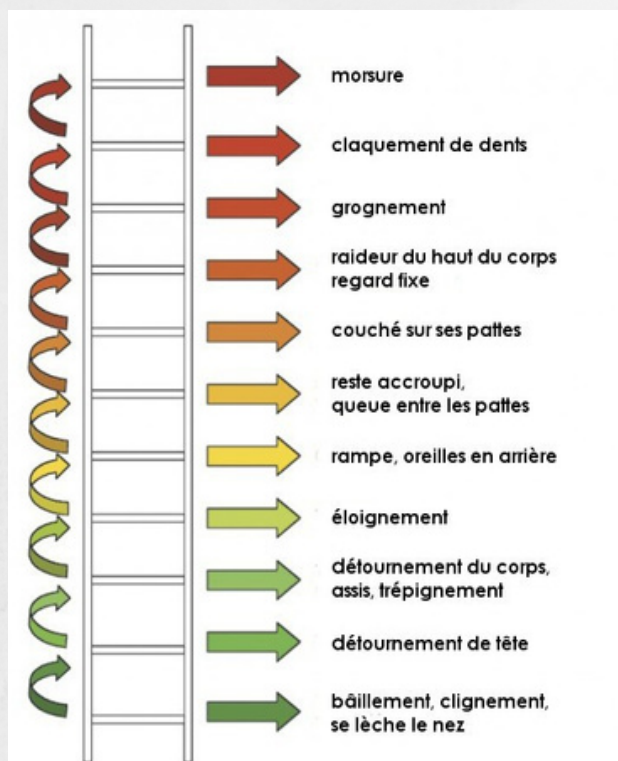 morsure
claquement de dents
grognement
raideur du haut du corps
regard fixe
couché sur ses pattes
reste accroupi,
queue entre les pattes
rampe, oreilles en arrière
éloignement
détournement du corps,
assis, trépignement
détournement de tête
bâillement, clignement,
se lèche le nez